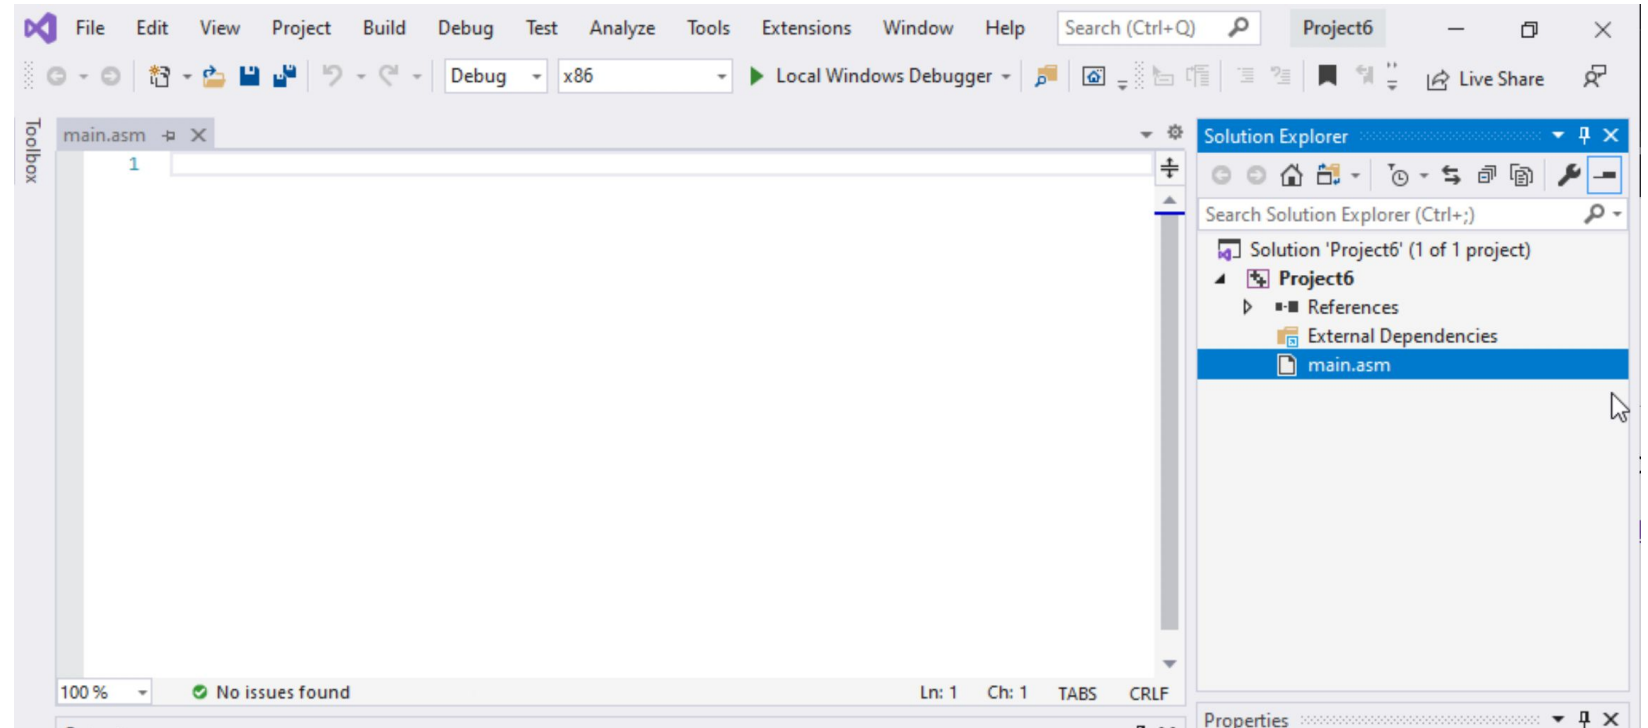 File Edit View Project Build Debug Test Analyze Tools Extensions Window Help Search (Ctrl+Q) Project6
Debug x86 Local Windows Debugger Live Share
Toolbox
main.asm
1
Solution Explorer
Search Solution Explorer (Ctrl+;)
Solution 'Project6' (1 of 1 project)
Project6
References
External Dependencies
main.asm
100 % No issues found Ln: 1 Ch: 1 TABS CRLF
Properties